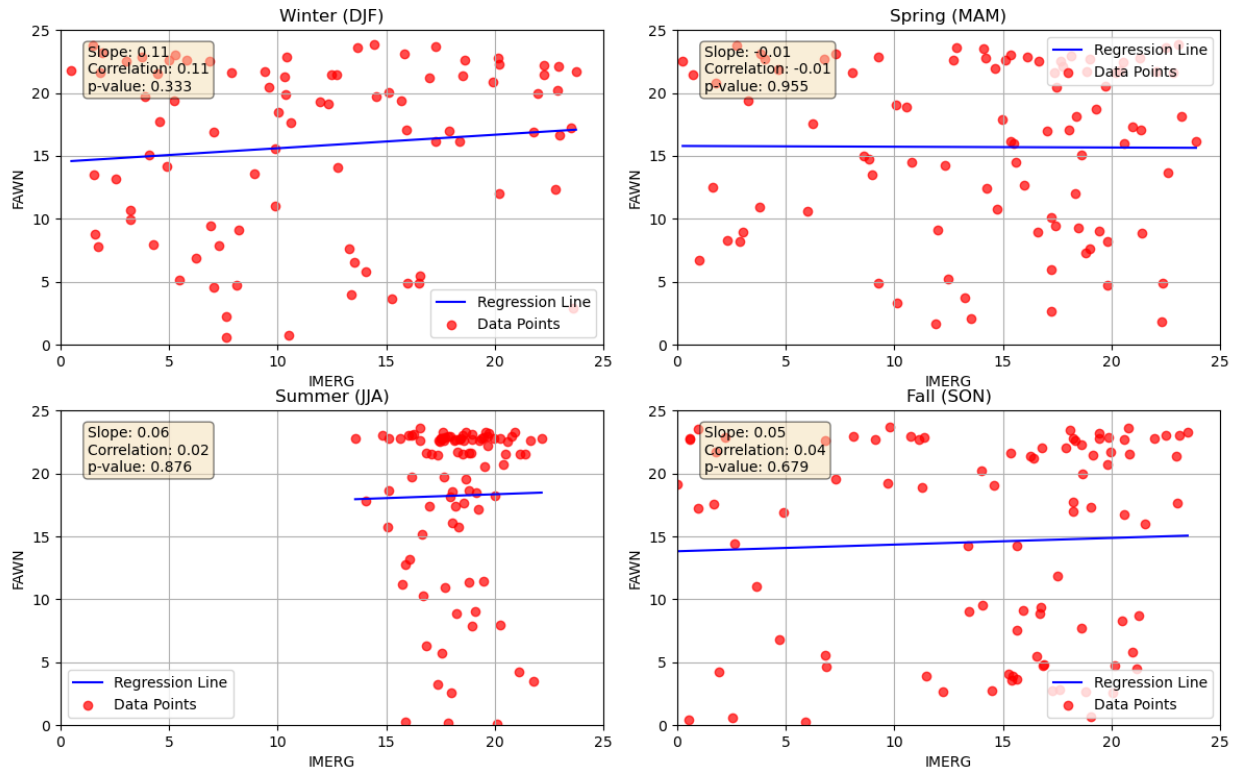 Winter (DJF)
Slope: 0.11
Correlation: 0.11
p-value: 0.333
Regression Line
Data Points
FAWN
25
20
15
10
5
0
0 5 10 15 20 25
IMERG
Spring (MAM)
Slope: -0.01
Correlation: -0.01
p-value: 0.955
Regression Line
Data Points
FAWN
25
20
15
10
5
0
0 5 10 15 20 25
IMERG
Summer (JJA)
Slope: 0.06
Correlation: 0.02
p-value: 0.876
Regression Line
Data Points
FAWN
25
20
15
10
5
0
0 5 10 15 20 25
IMERG
Fall (SON)
Slope: 0.05
Correlation: 0.04
p-value: 0.679
Regression Line
Data Points
FAWN
25
20
15
10
5
0
0 5 10 15 20 25
IMERG